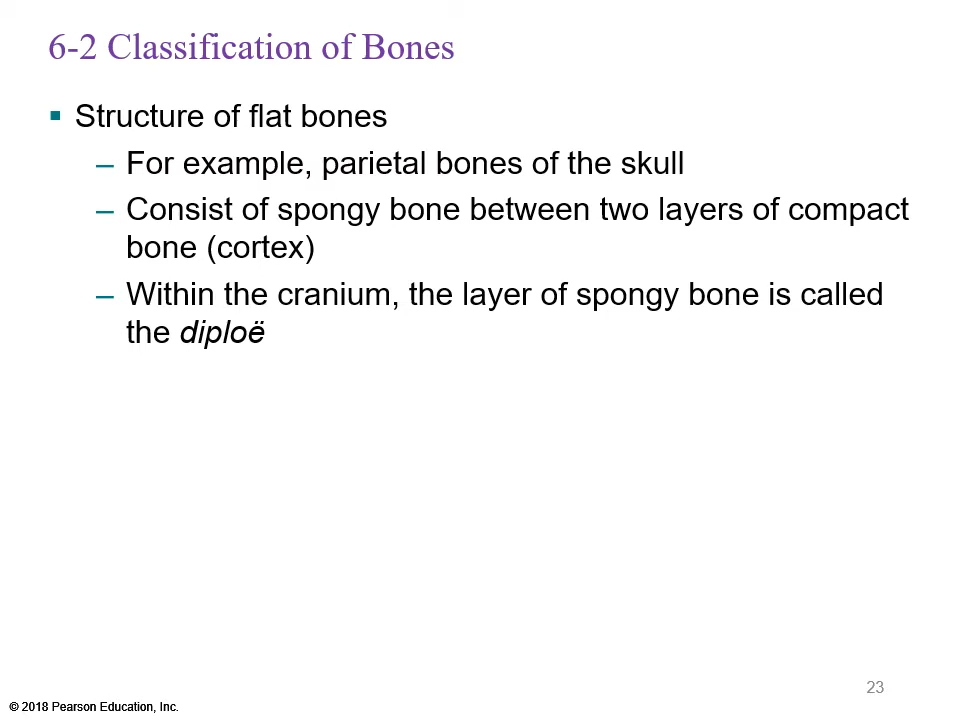 6-2 Classification of Bones
▪ Structure of flat bones
– For example, parietal bones of the skull
– Consist of spongy bone between two layers of compact
bone (cortex)
– Within the cranium, the layer of spongy bone is called
the diploë
23
© 2018 Pearson Education, Inc.